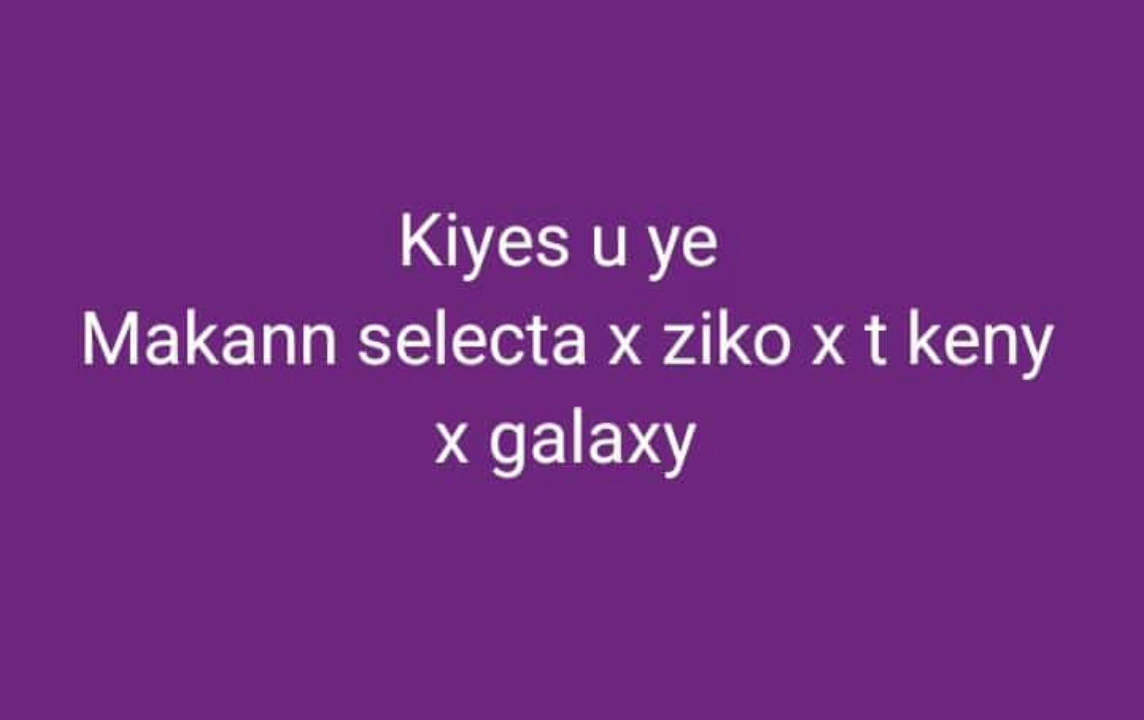 Kiyes u ye
Makann selecta x ziko x t keny
x galaxy